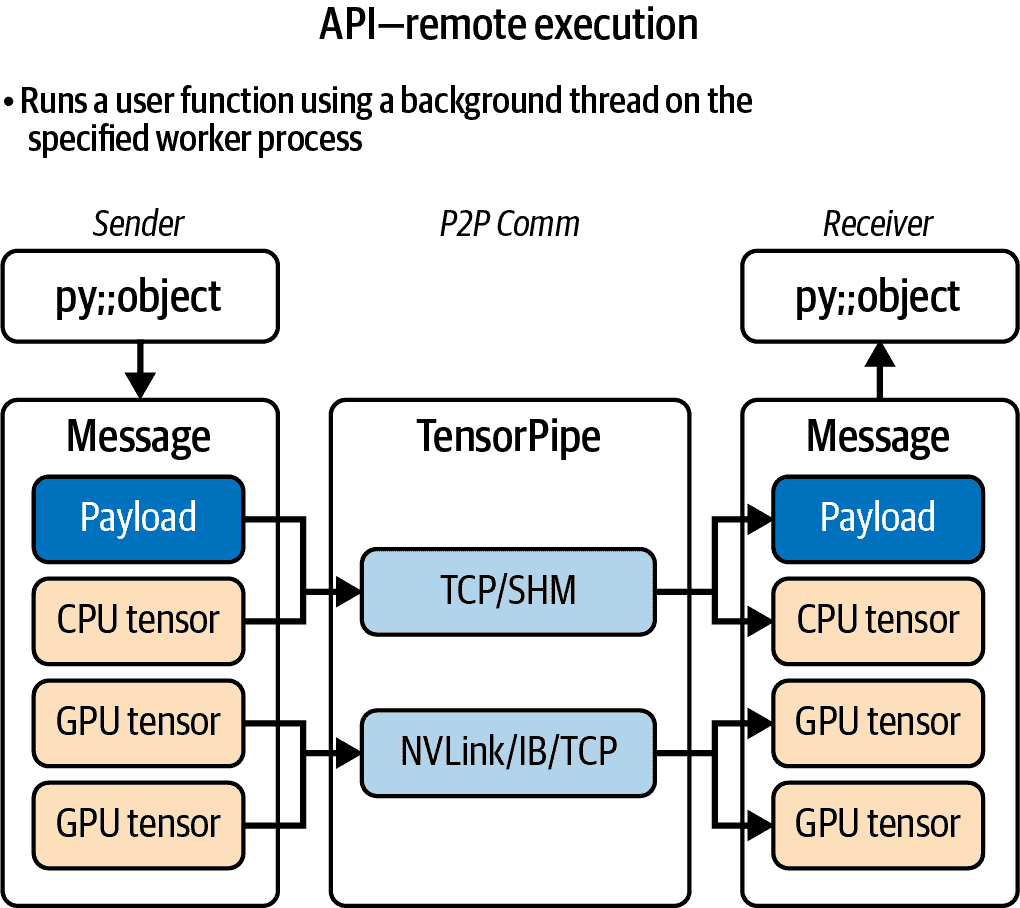 API—remote execution
• Runs a user function using a background thread on the
specified worker process
Sender
P2P Comm
Receiver
py;;object
py;;object
Message
TensorPipe
Message
Payload
Payload
TCP/SHM
CPU tensor
CPU tensor
GPU tensor
NVLink/IB/TCP
GPU tensor
GPU tensor
GPU tensor